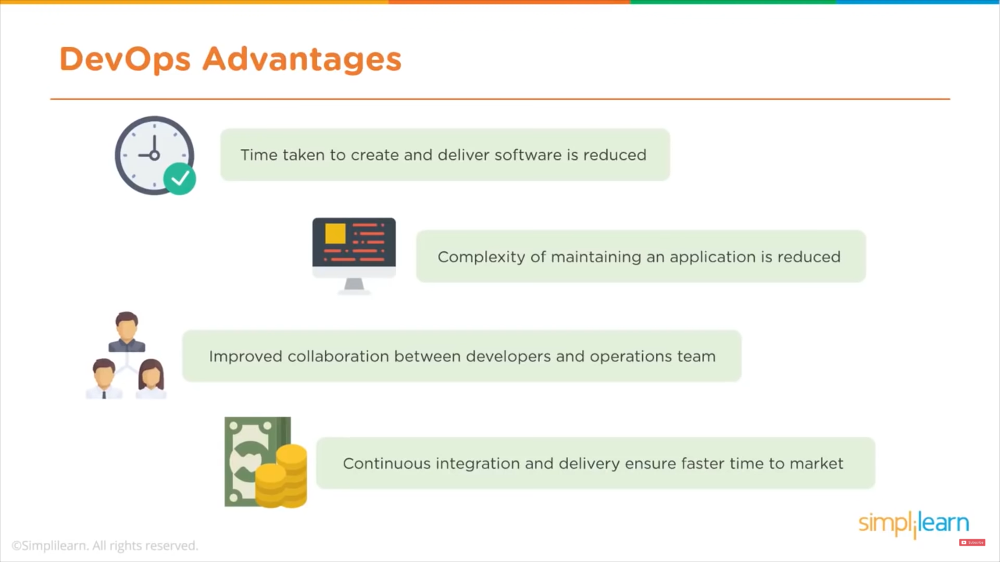 DevOps Advantages
Time taken to create and deliver software is reduced
Complexity of maintaining an application is reduced
Improved collaboration between developers and operations team
Continuous integration and delivery ensure faster time to market
simplilearn
Subscribe
©Simplilearn. All rights reserved.